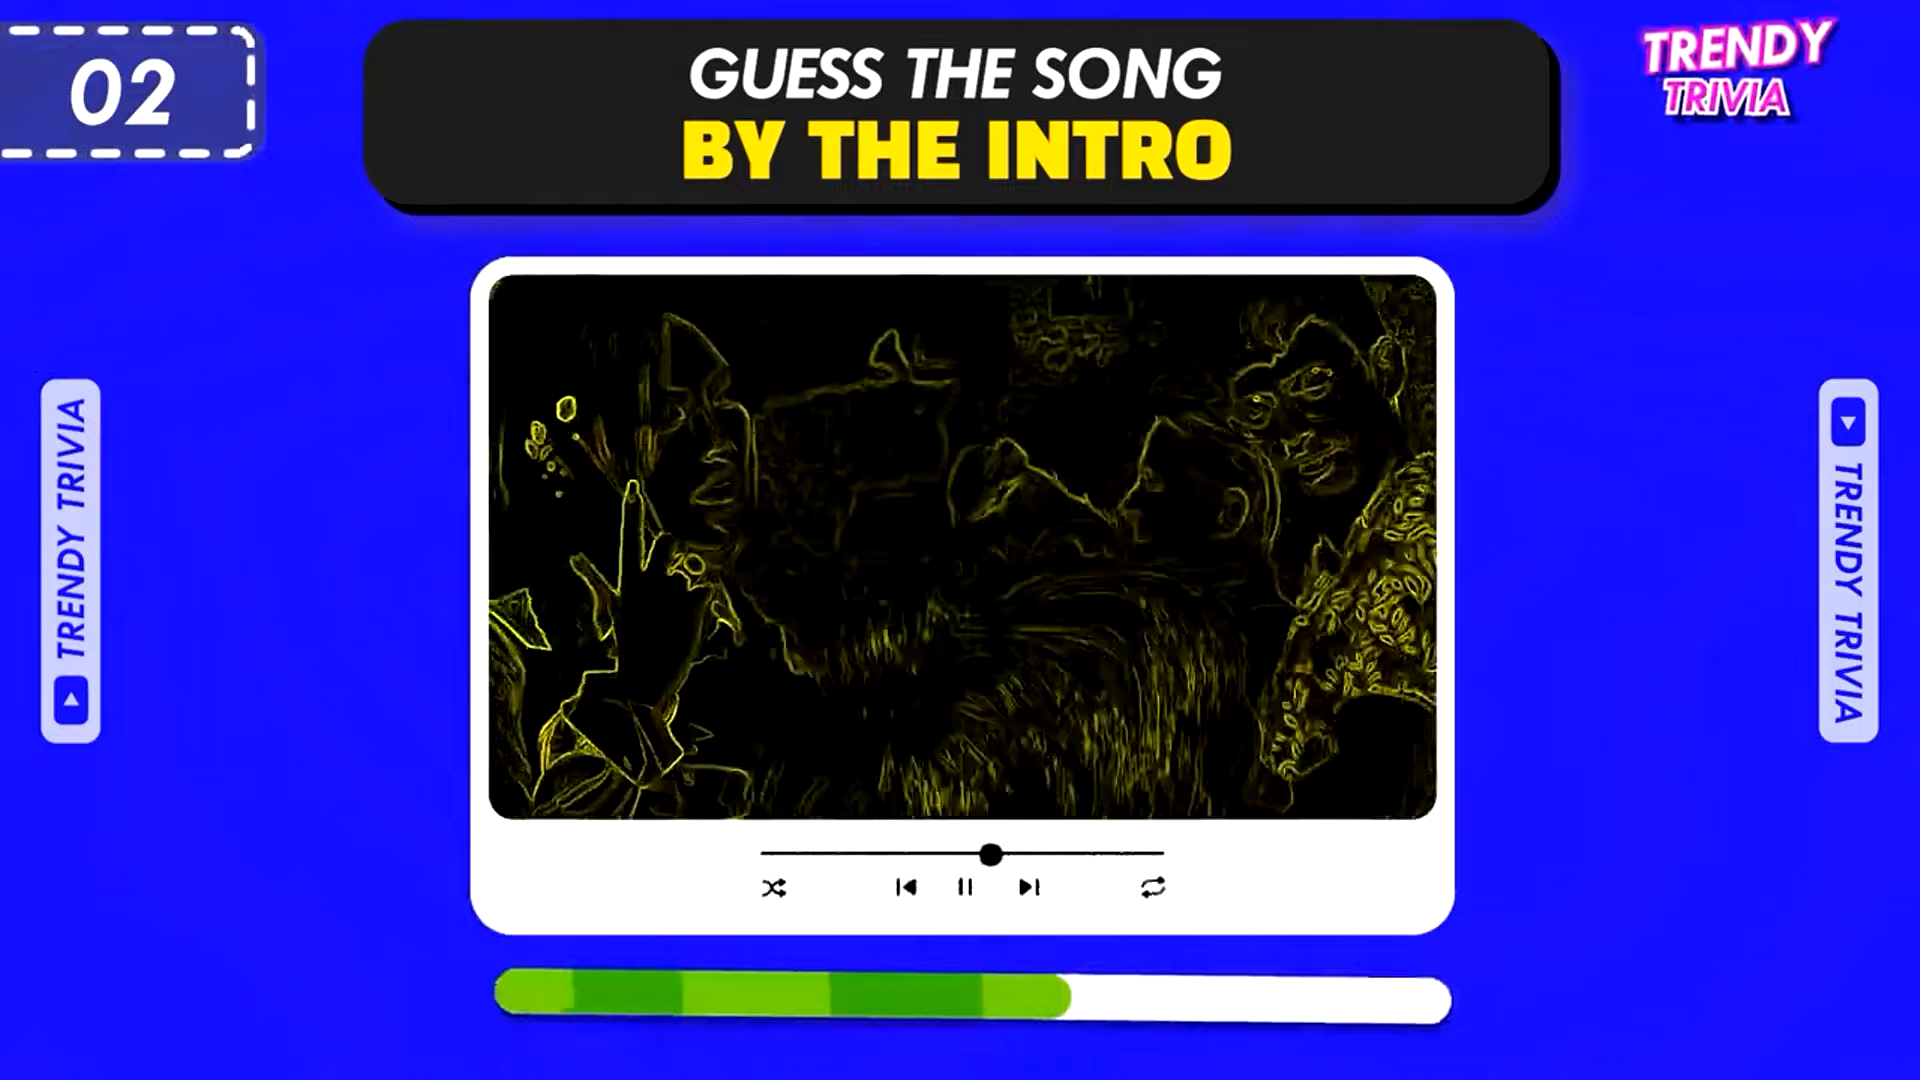 02
GUESS THE SONG
BY THE INTRO
TRENDY
TRIVIA
TRENDY TRIVIA
TRENDY TRIVIA